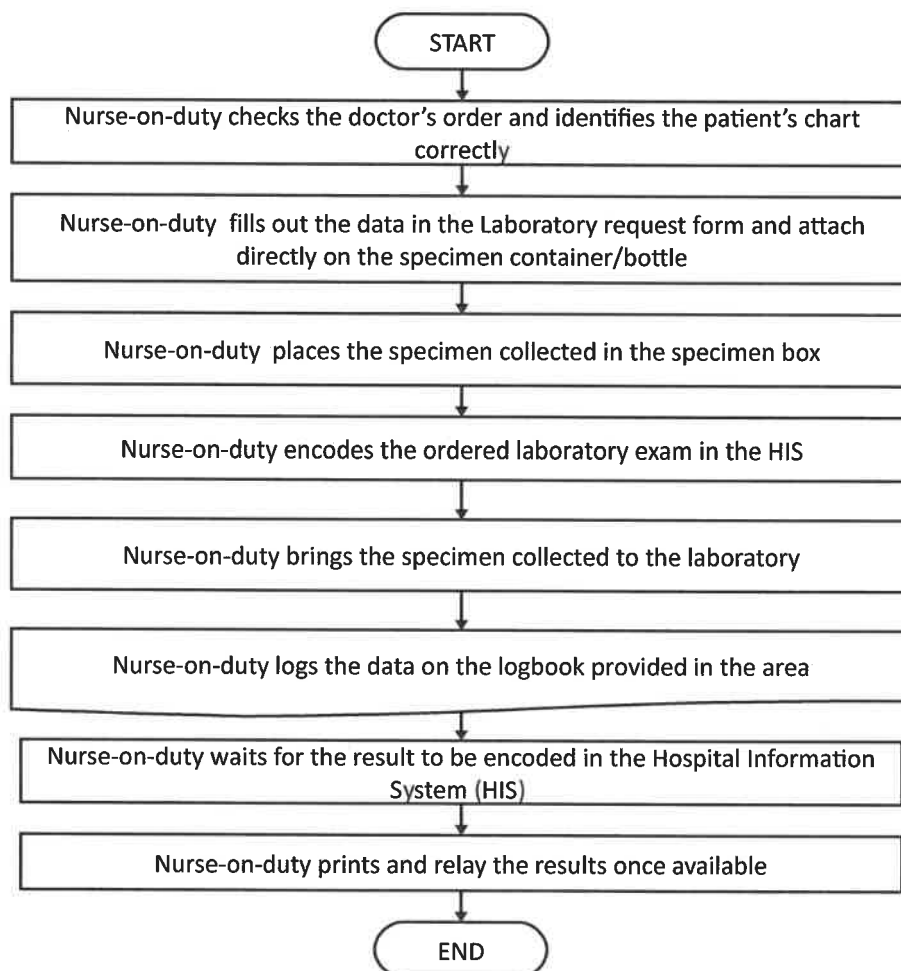 START
Nurse-on-duty checks the doctor's order and identifies the patient's chart
correctly
Nurse-on-duty fills out the data in the Laboratory request form and attach
directly on the specimen container/bottle
Nurse-on-duty places the specimen collected in the specimen box
Nurse-on-duty encodes the ordered laboratory exam in the HIS
Nurse-on-duty brings the specimen collected to the laboratory
Nurse-on-duty logs the data on the logbook provided in the area
Nurse-on-duty waits for the result to be encoded in the Hospital Information
System (HIS)
Nurse-on-duty prints and relay the results once available
END